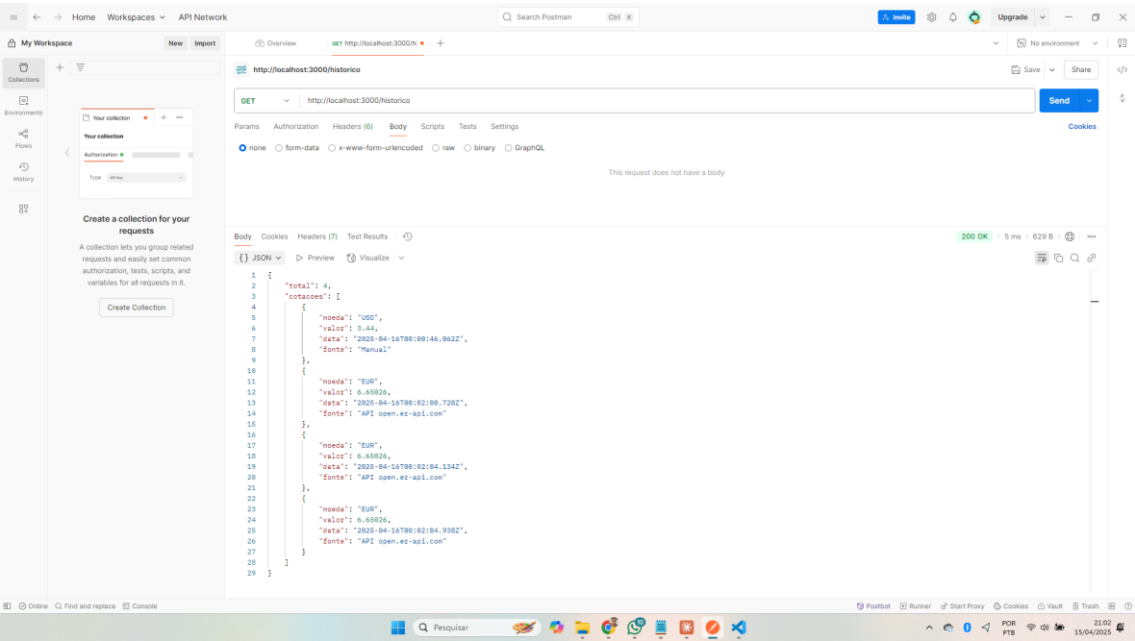 Home Workspaces API Network Search Postman Ctrl K Invite Upgrade
My Workspace New Import Overview GET http://localhost:3000/hi No environment
http://localhost:3000/historico Save Share
Collections
GET http://localhost:3000/historico Send
Environments
Params Authorization Headers (6) Body Scripts Tests Settings Cookies
none form-data x-www-form-urlencoded raw binary GraphQL
This request does not have a body
Flows
History
Your collection
Your collection
Authorization
Type API Key
Create a collection for your
requests
A collection lets you group related
requests and easily set common
authorization, tests, scripts, and
variables for all requests in it.
Create Collection
Body Cookies Headers (7) Test Results 200 OK 5 ms 629 B
{} JSON Preview Visualize
1 {
2 "total": 4,
3 "cotacoes": [
4 {
5 "moeda": "USD",
6 "valor": 3.44,
7 "data": "2025-04-16T00:00:46.062Z",
8 "fonte": "Manual"
9 },
10 {
11 "moeda": "EUR",
12 "valor": 6.65026,
13 "data": "2025-04-16T00:02:00.720Z",
14 "fonte": "API open.er-api.com"
15 },
16 {
17 "moeda": "EUR",
18 "valor": 6.65026,
19 "data": "2025-04-16T00:02:04.134Z",
20 "fonte": "API open.er-api.com"
21 },
22 {
23 "moeda": "EUR",
24 "valor": 6.65026,
25 "data": "2025-04-16T00:02:04.930Z",
26 "fonte": "API open.er-api.com"
27 }
28 ]
29 }
Online Find and replace Console Postbot Runner Start Proxy Cookies Vault Trash
Pesquisar POR 21:02
PTB 15/04/2025